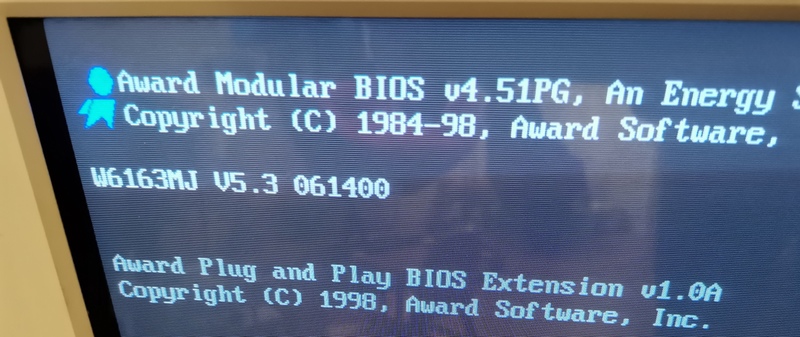 Award Modular BIOS v4.51PG, An Energy
Copyright (C) 1984-98, Award Software,
W6163MJ V5.3 061400
Award Plug and Play BIOS Extension v1.0A
Copyright (C) 1998, Award Software, Inc.